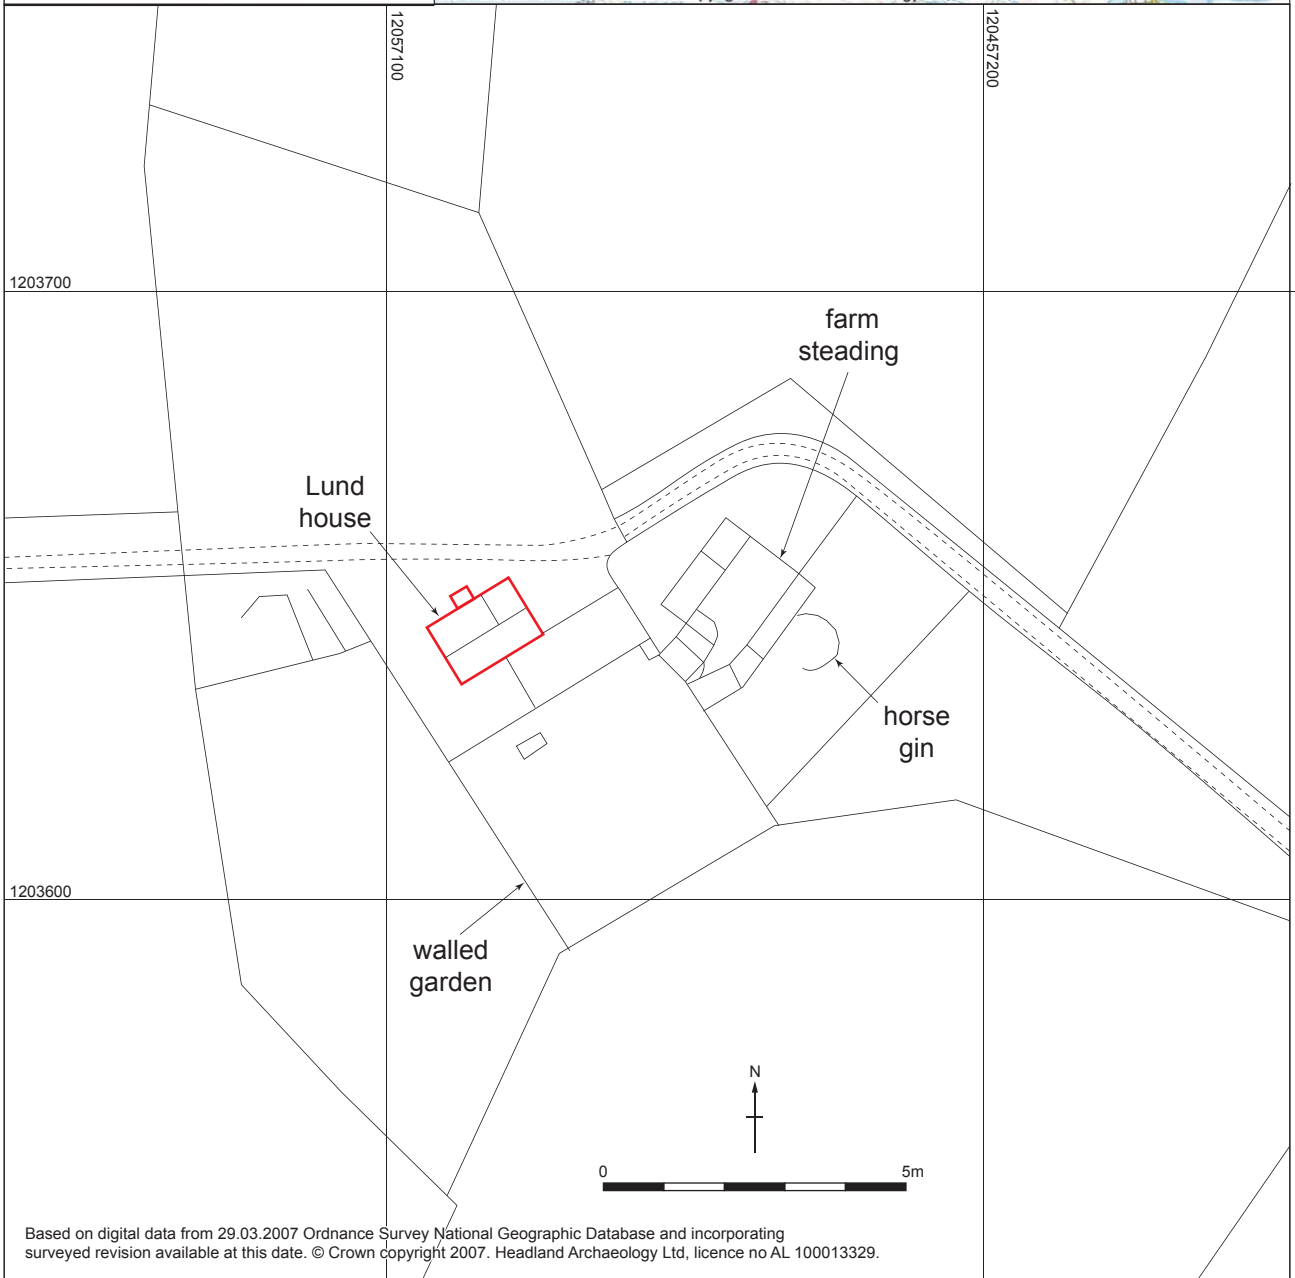 12057100
120457200
1203700
farm
steading
Lund
house
horse
gin
1203600
walled
garden
N
0 5m
Based on digital data from 29.03.2007 Ordnance Survey National Geographic Database and incorporating
surveyed revision available at this date. © Crown copyright 2007. Headland Archaeology Ltd, licence no AL 100013329.